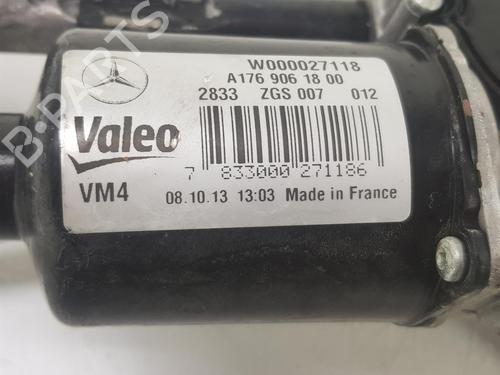 W000027118
A176 906 18 00
2833 ZGS 007 012
Valeo
7 833000 271186
VM4 08.10.13 13:03 Made in France
B-PARTS